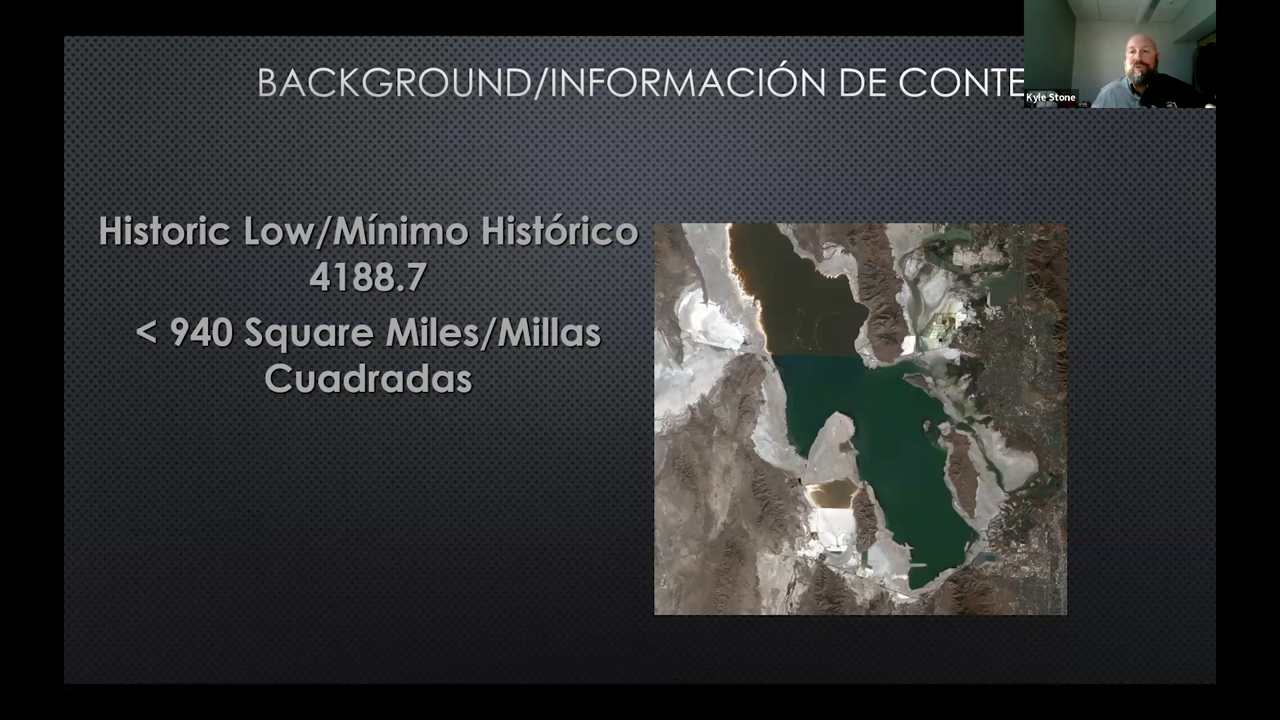 BACKGROUND/INFORMACIÓN DE CONTE
Kyle Stone
Historic Low/Mínimo Histórico
4188.7
< 940 Square Miles/Millas
Cuadradas